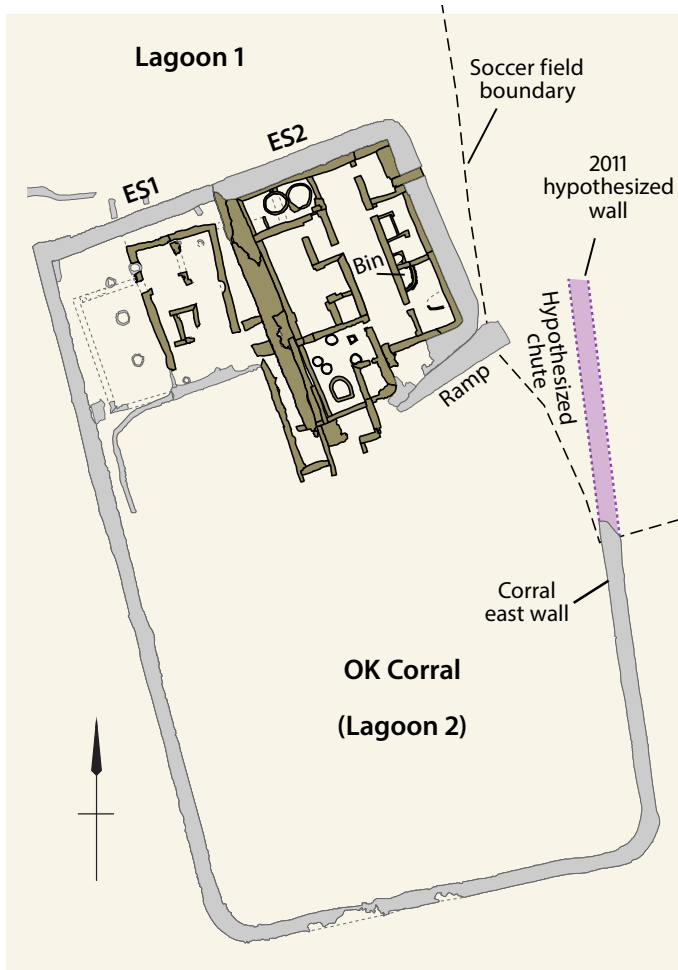 Lagoon 1
Soccer field
boundary
ES2
ES1
2011
hypothesized
wall
Bin
Hypothesized
chute
Ramp
Corral
east wall
OK Corral
(Lagoon 2)